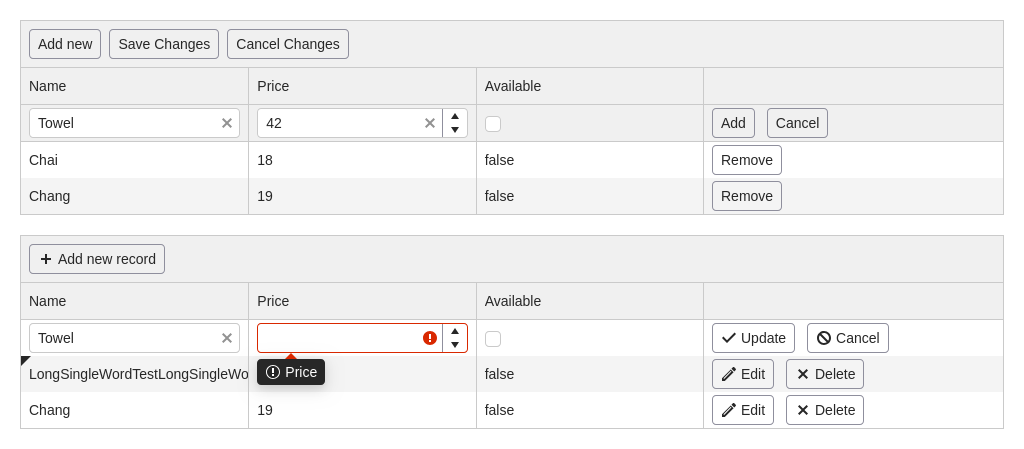 Add new Save Changes Cancel Changes
Name Price Available
Towel 42 Add Cancel
Chai 18 false Remove
Chang 19 false Remove
Add new record
Name Price Available
Towel Update Cancel
Price
LongSingleWordTestLongSingleWo false Edit Delete
Chang 19 false Edit Delete